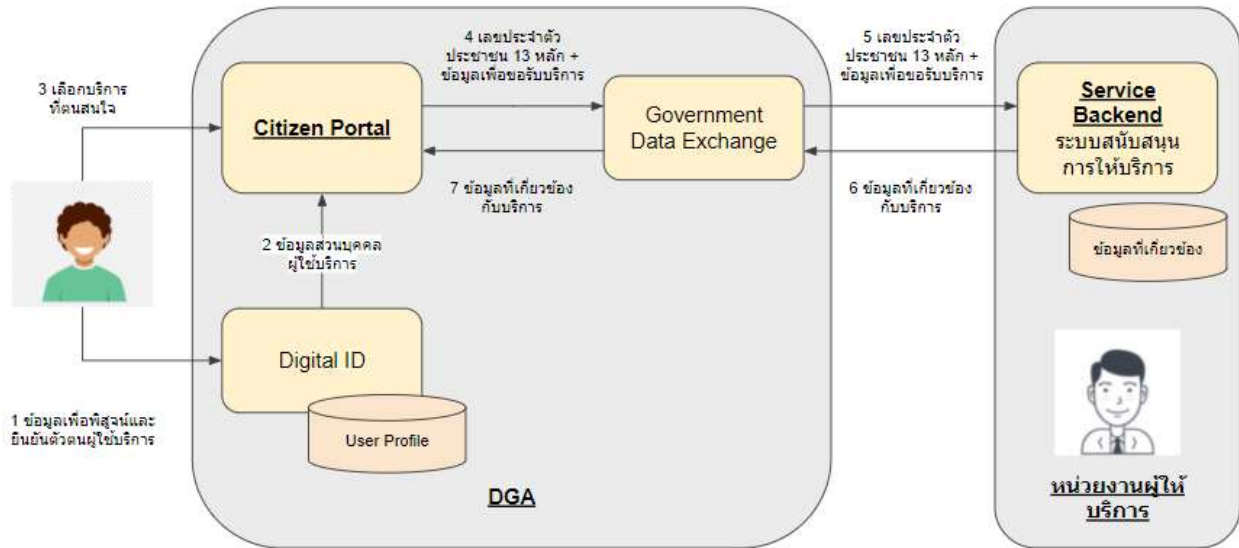 4 เลขประจำตัว
ประชาชน 13 หลัก +
ข้อมูลเพื่อขอรับบริการ
5 เลขประจำตัว
ประชาชน 13 หลัก +
ข้อมูลเพื่อขอรับบริการ
3 เลือกบริการ
ที่ตนสนใจ
Citizen Portal
Government
Data Exchange
Service
Backend
ระบบสนับสนุน
การให้บริการ
7 ข้อมูลที่เกี่ยวข้อง
กับบริการ
6 ข้อมูลที่เกี่ยวข้อง
กับบริการ
2 ข้อมูลส่วนบุคคล
ผู้ใช้บริการ
ข้อมูลที่เกี่ยวข้อง
Digital ID
1 ข้อมูลเพื่อพิสูจน์และ
ยืนยันตัวตนผู้ใช้บริการ
User Profile
DGA
หน่วยงานผู้ให้
บริการ